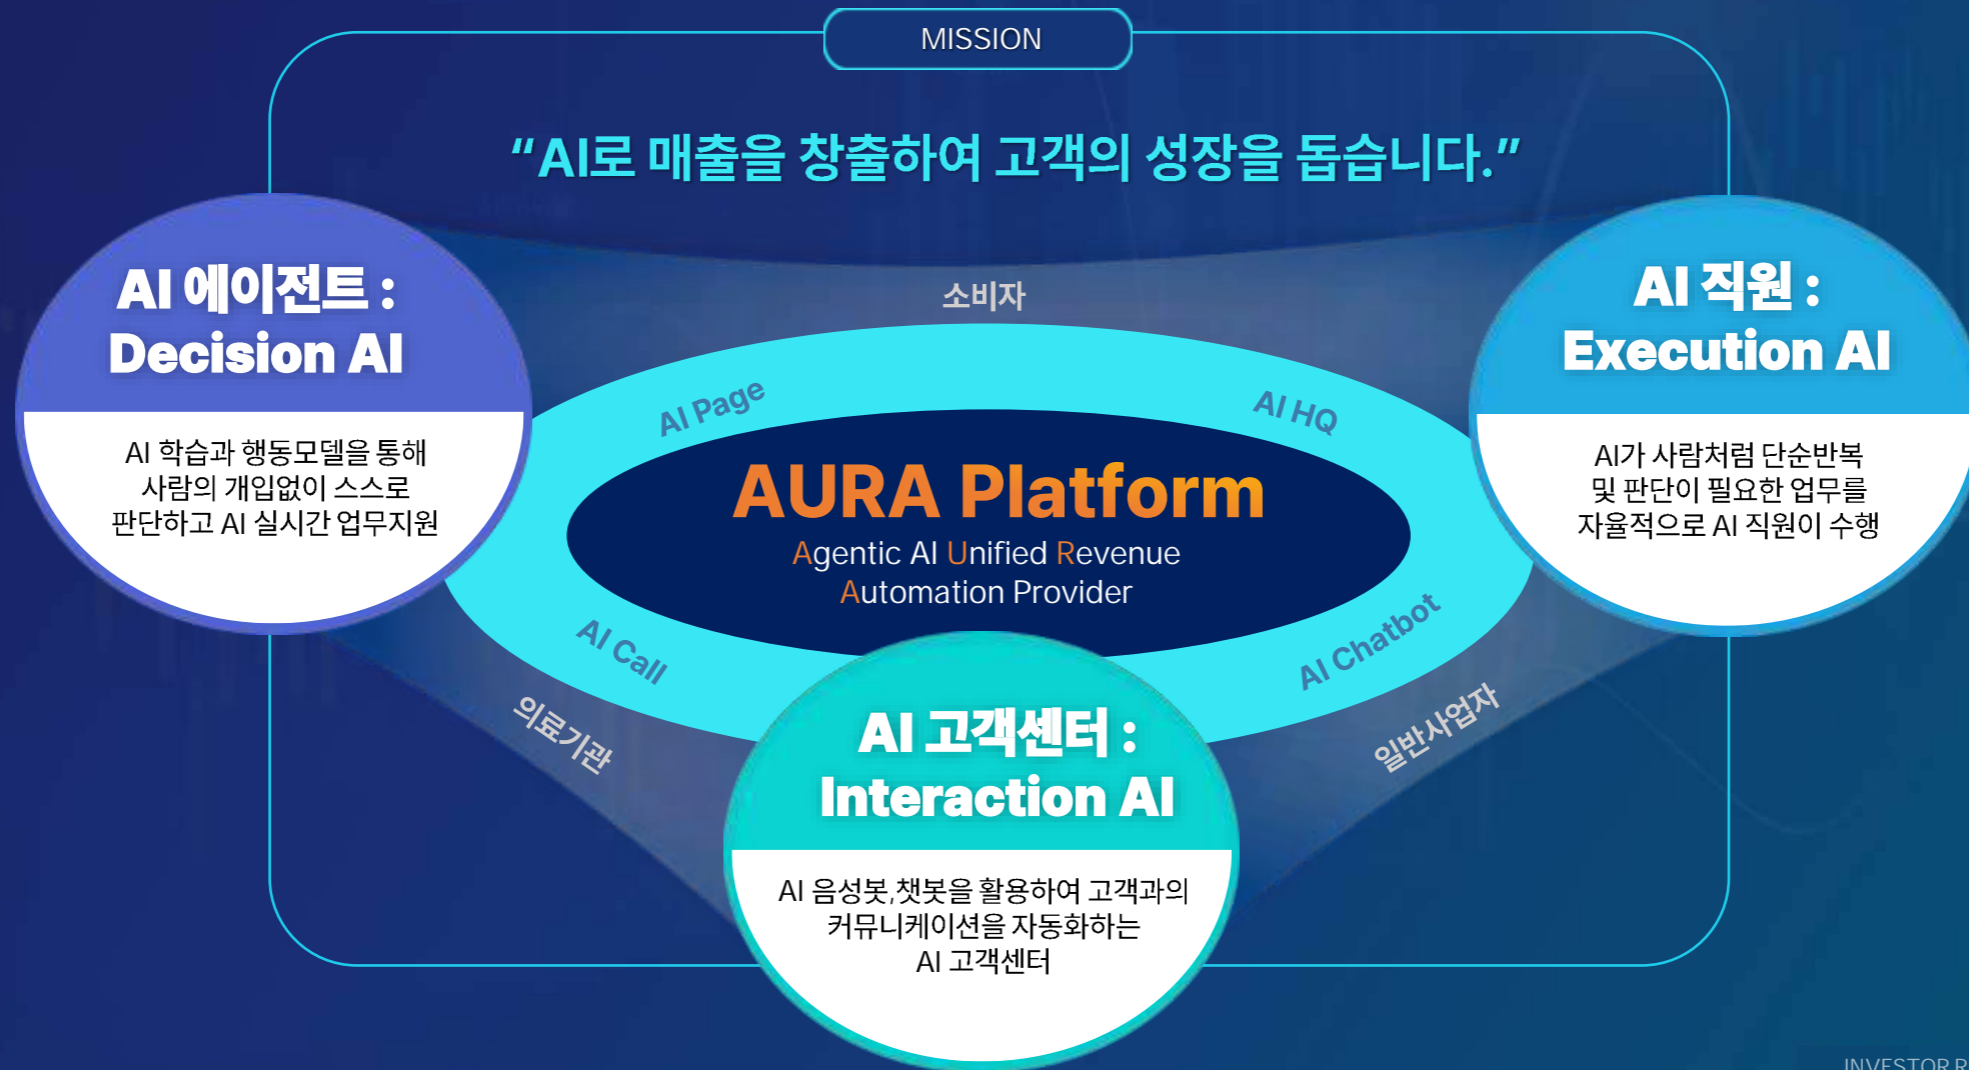 MISSION
“AI로 매출을 창출하여 고객의 성장을 돕습니다.”
AI 에이전트 :
Decision AI
AI 학습과 행동모델을 통해
사람의 개입없이 스스로
판단하고 AI 실시간 업무지원
소비자
AI 직원 :
Execution AI
AI가 사람처럼 단순반복
및 판단이 필요한 업무를
자율적으로 AI 직원이 수행
AI Page
AI HQ
AURA Platform
Agentic AI Unified Revenue
Automation Provider
AI Call
AI Chatbot
의료기관
일반사업자
AI 고객센터 :
Interaction AI
AI 음성봇,챗봇을 활용하여 고객과의
커뮤니케이션을 자동화하는
AI 고객센터
INVESTOR